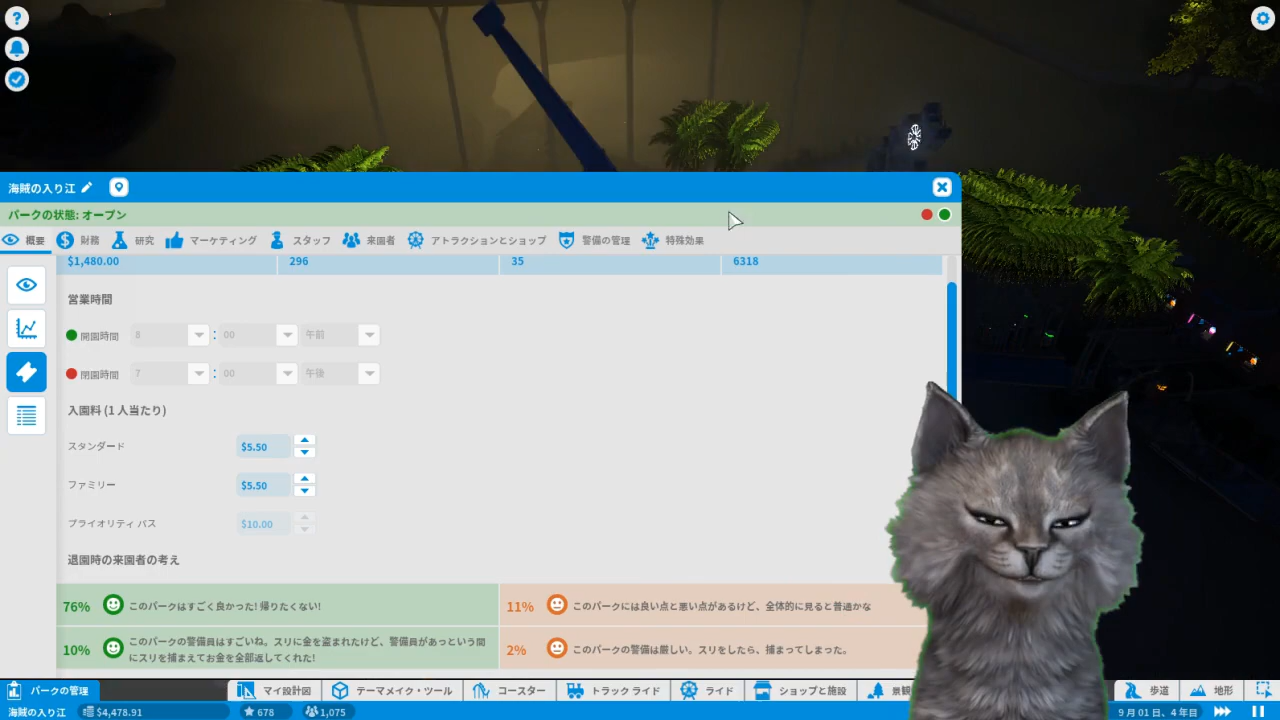 海賊の入り江
パークの状態: オープン
概要 財務 研究 マーケティング スタッフ 来園者 アトラクションとショップ 警備の管理 特殊効果
$1,480.00 296 35 6318
営業時間
開園時間 8 : 00 午前
閉園時間 7 : 00 午後
入園料 (1 人当たり)
スタンダード $5.50
ファミリー $5.50
プライオリティ パス $10.00
退園時の来園者の考え
76% このパークはすごく良かった! 帰りたくない!
11% このパークには良い点と悪い点があるけど、全体的に見ると普通かな
10% このパークの警備員はすごいね。スリに金を盗まれたけど、警備員があっという間
にスリを捕まえてお金を全部返してくれた!
2% このパークの警備は厳しい。スリをしたら、捕まってしまった。
パークの管理 マイ設計図 テーマメイク・ツール コースター トラック ライド ライド ショップと施設 景観 歩道 地形
海賊の入り江 $4,478.91 678 1,075 9 月 01 日、4 年目